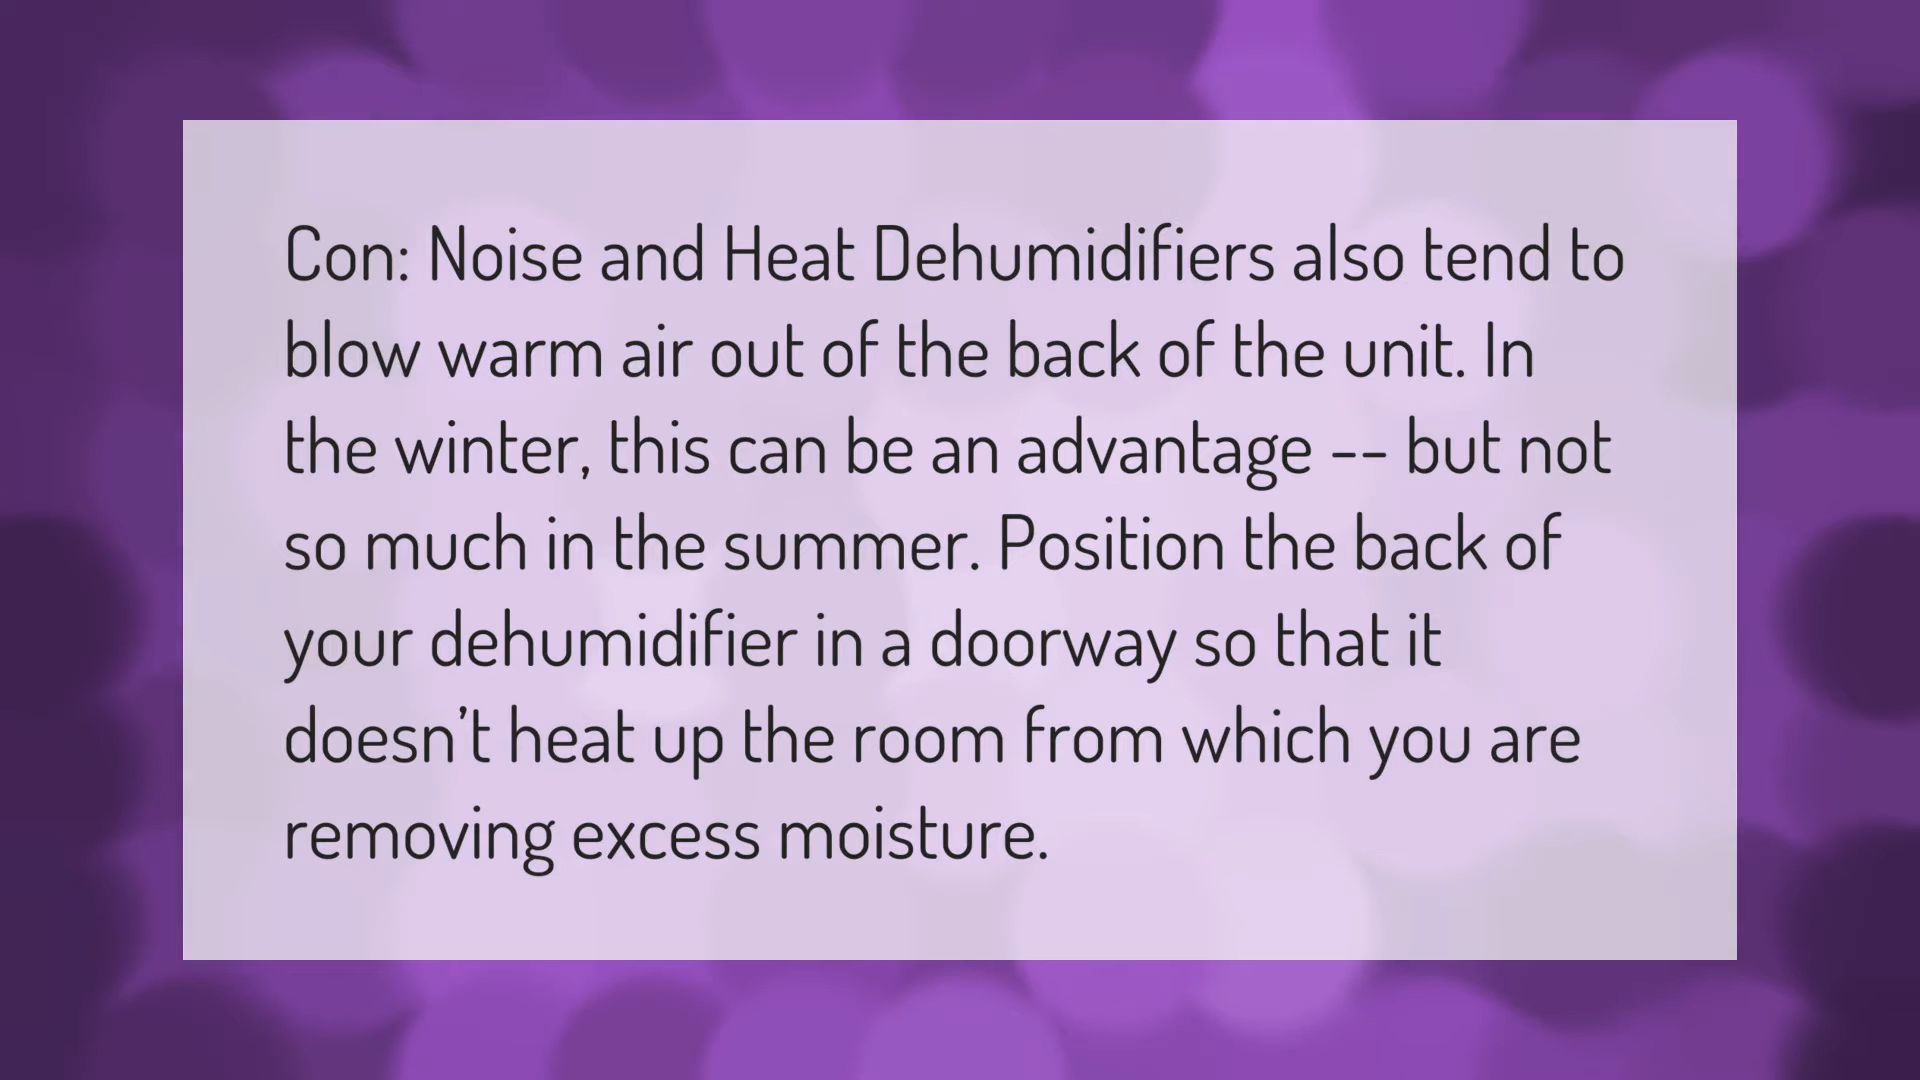 Con: Noise and Heat Dehumidifiers also tend to
blow warm air out of the back of the unit. In
the winter, this can be an advantage -- but not
so much in the summer. Position the back of
your dehumidifier in a doorway so that it
doesn't heat up the room from which you are
removing excess moisture.